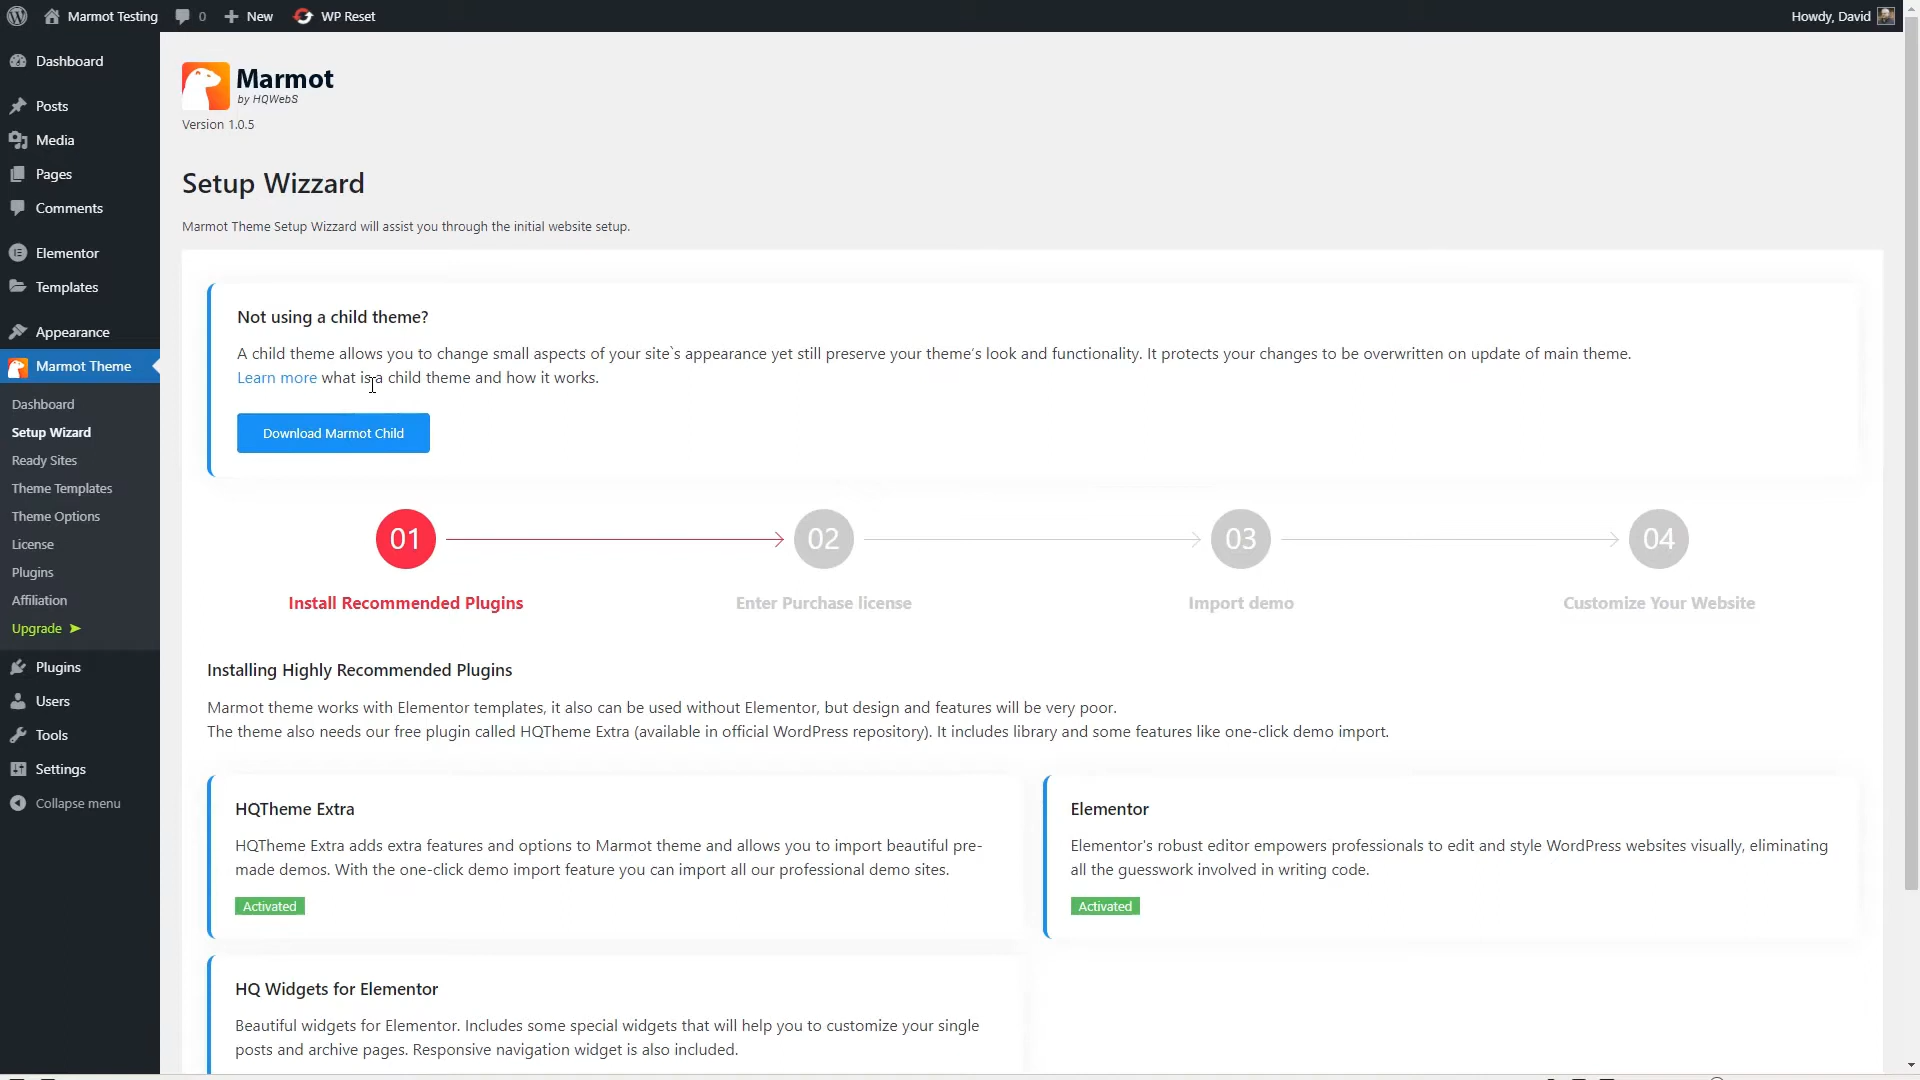 Marmot Testing
0
New
WP Reset
Howdy, David
Dashboard
Posts
Media
Pages
Comments
Elementor
Templates
Appearance
Marmot Theme
Dashboard
Setup Wizard
Ready Sites
Theme Templates
Theme Options
License
Plugins
Affiliation
Upgrade ➤
Plugins
Users
Tools
Settings
Collapse menu
Marmot
by HQWebS
Version 1.0.5
Setup Wizzard
Marmot Theme Setup Wizzard will assist you through the initial website setup.
Not using a child theme?
A child theme allows you to change small aspects of your site`s appearance yet still preserve your theme's look and functionality. It protects your changes to be overwritten on update of main theme.
Learn more what is a child theme and how it works.
Download Marmot Child
01
02
03
04
Install Recommended Plugins
Enter Purchase license
Import demo
Customize Your Website
Installing Highly Recommended Plugins
Marmot theme works with Elementor templates, it also can be used without Elementor, but design and features will be very poor.
The theme also needs our free plugin called HQTheme Extra (available in official WordPress repository). It includes library and some features like one-click demo import.
HQTheme Extra
HQTheme Extra adds extra features and options to Marmot theme and allows you to import beautiful pre-
made demos. With the one-click demo import feature you can import all our professional demo sites.
Activated
Elementor
Elementor's robust editor empowers professionals to edit and style WordPress websites visually, eliminating
all the guesswork involved in writing code.
Activated
HQ Widgets for Elementor
Beautiful widgets for Elementor. Includes some special widgets that will help you to customize your single
posts and archive pages. Responsive navigation widget is also included.